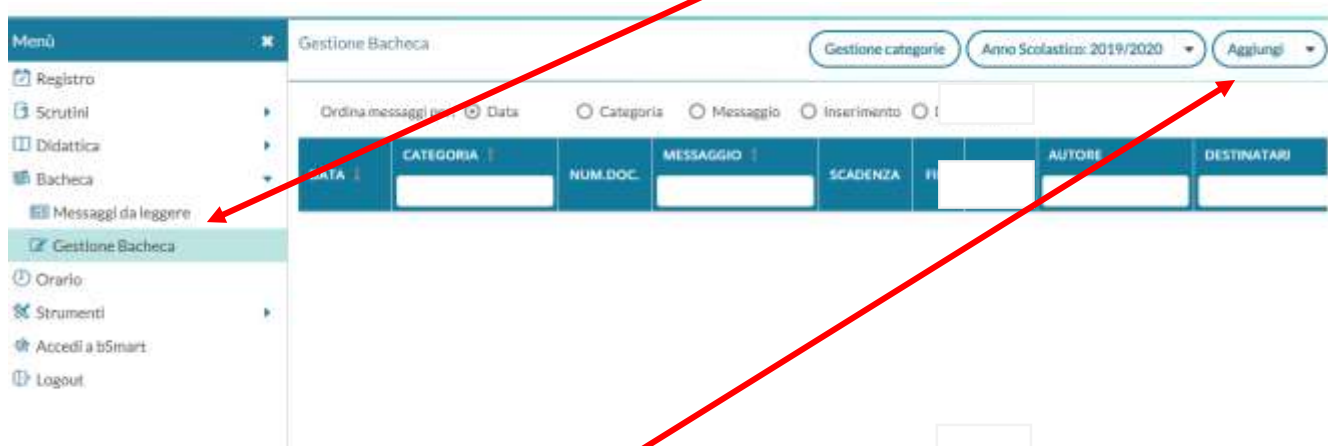 Menù
Gestione Bacheca
Gestione categorie
Anno Scolastico: 2019/2020
Aggiungi
Registro
Scrutini
Didattica
Bacheca
Messaggi da leggere
Gestione Bacheca
Orario
Strumenti
Accedi a bSmart
Logout
Ordina messaggi per: Data Categoria Messaggio Inserimento
DATA CATEGORIA NUM.DOC. MESSAGGIO SCADENZA AUTORE DESTINATARI